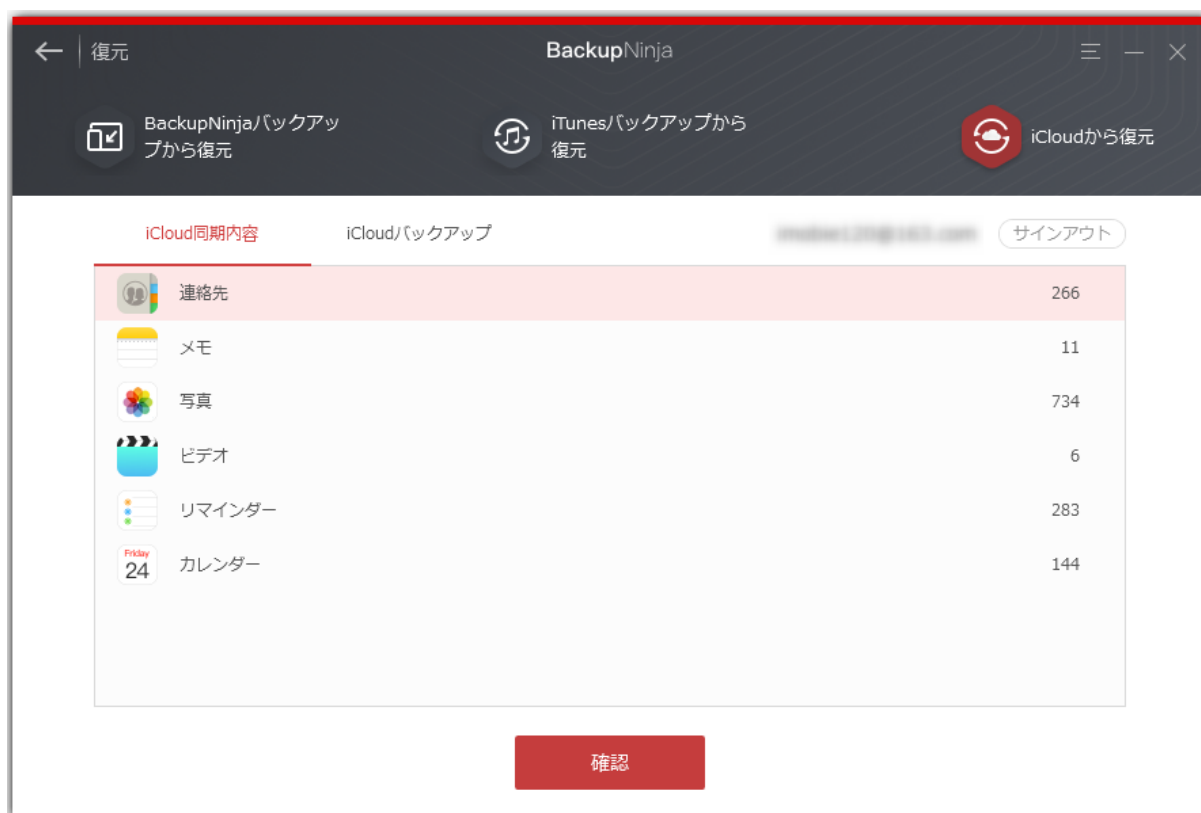 復元
BackupNinja
BackupNinjaバックアッ
プから復元
iTunesバックアップから
復元
iCloudから復元
iCloud同期内容
iCloudバックアップ
サインアウト
連絡先 266
メモ 11
写真 734
ビデオ 6
リマインダー 283
Friday
24
カレンダー 144
確認